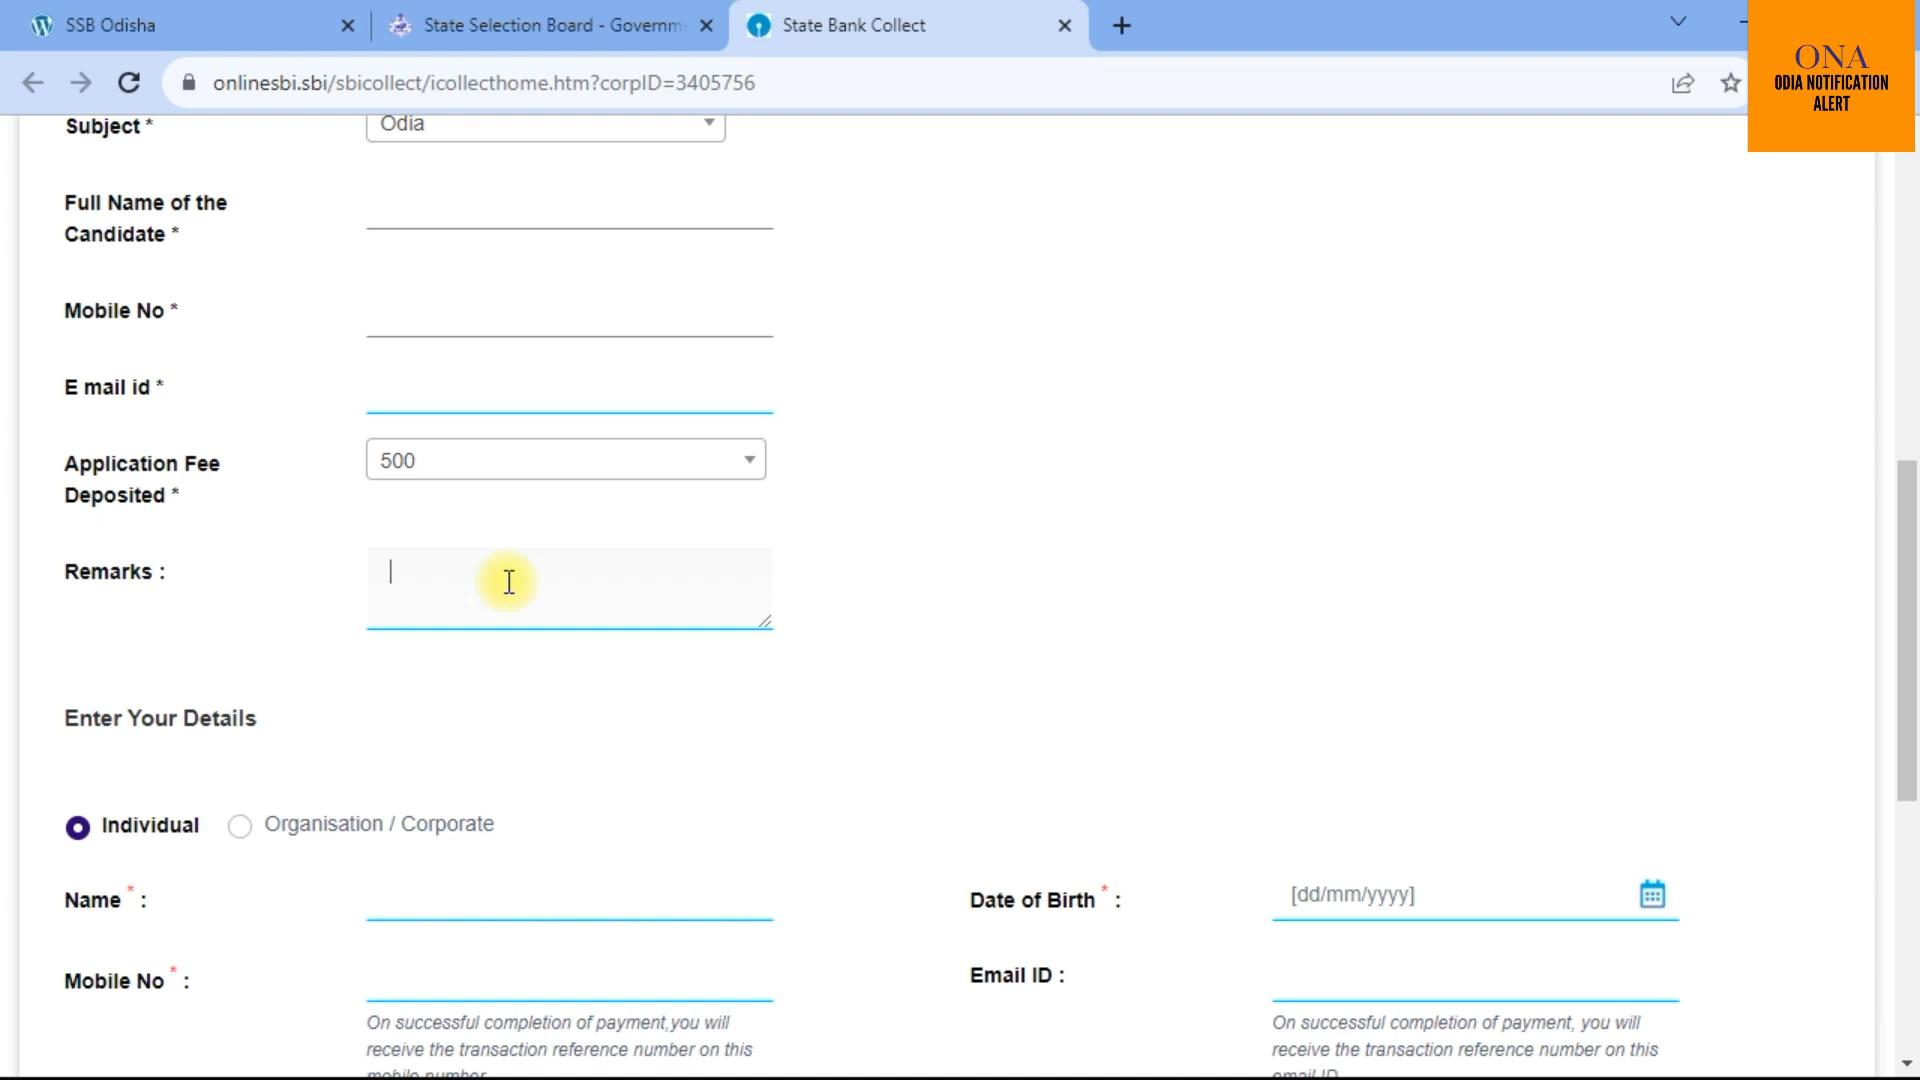 SSB Odisha
State Selection Board - Governm
State Bank Collect
onlinesbi.sbi/sbicollect/icollecthome.htm?corpID=3405756
ONA
ODIA NOTIFICATION
ALERT
Subject *
Odia
Full Name of the
Candidate *
Mobile No *
E mail id *
Application Fee
Deposited *
500
Remarks :
Enter Your Details
Individual
Organisation / Corporate
Name * :
Date of Birth * :
[dd/mm/yyyy]
Mobile No * :
Email ID :
On successful completion of payment,you will
receive the transaction reference number on this
mobile number
On successful completion of payment, you will
receive the transaction reference number on this
email ID